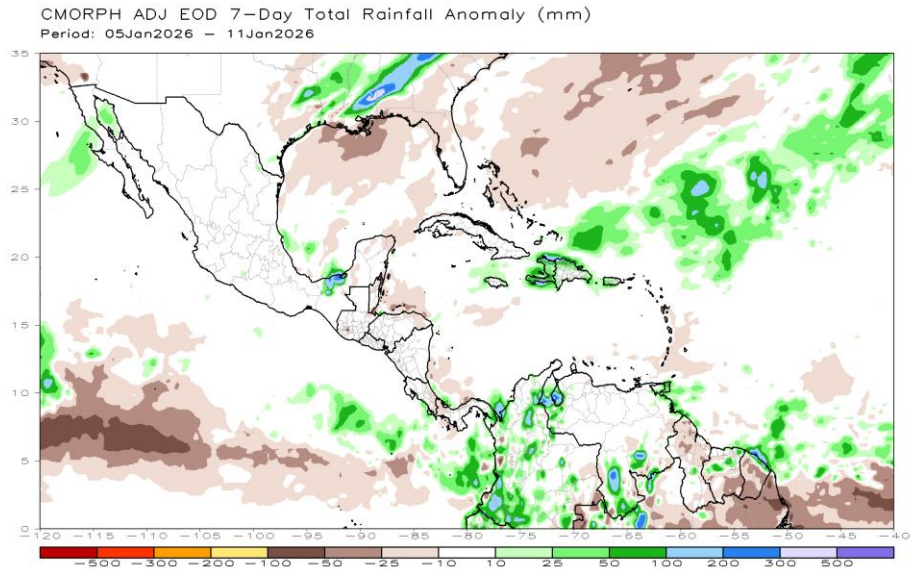 CMORPH ADJ EOD 7-Day Total Rainfall Anomaly (mm)
Period: 05Jan2026 - 11Jan2026
35
30
25
20
15
10
5
0
-120 -115 -110 -105 -100 -95 -90 -85 -80 -75 -70 -65 -60 -55 -50 -45 -40
-500 -300 -200 -100 -50 -25 -10 10 25 50 100 200 300 500